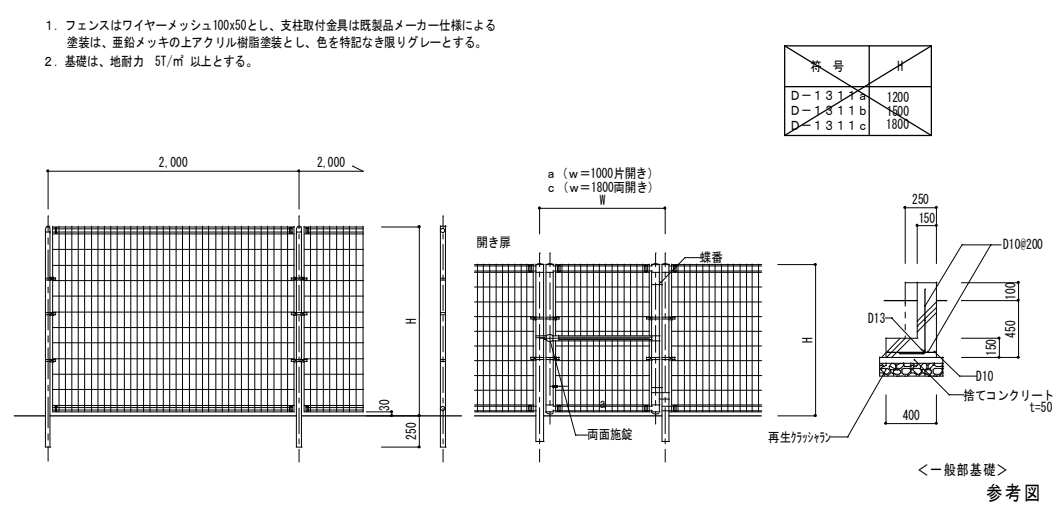 1．フェンスはワイヤーメッシュ100x50とし、支柱取付金具は既製品メーカー仕様による
塗装は、亜鉛メッキの上アクリル樹脂塗装とし、色を特記なき限りグレーとする。
2．基礎は、地耐力 5T/㎡ 以上とする。
符 号 H
D－1311a 1200
D－1311b 1500
D－1311c 1800
2,000
2,000
H
30
250
a (w＝1000片開き)
c (w＝1800両開き)
W
開き扉
蝶番
H
2
両面施錠
250
150
D10@200
100
450
150
D13
D10
捨てコンクリート
t=50
400
再生クラッシャラン
＜一般部基礎＞
参考図